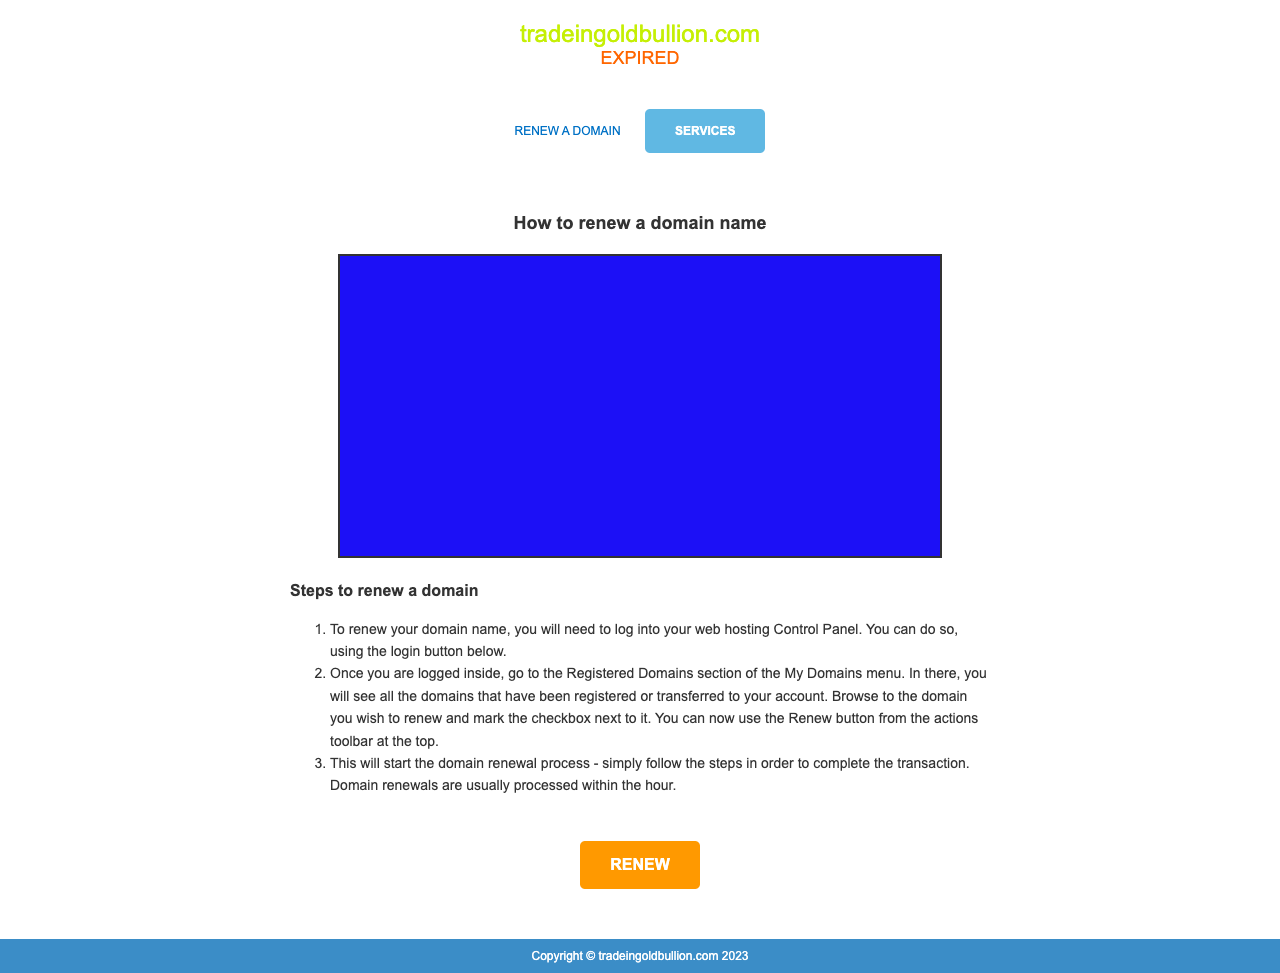 tradeingoldbullion.com
EXPIRED
RENEW A DOMAIN
SERVICES
How to renew a domain name
Steps to renew a domain
1. To renew your domain name, you will need to log into your web hosting Control Panel. You can do so,
using the login button below.
2. Once you are logged inside, go to the Registered Domains section of the My Domains menu. In there, you
will see all the domains that have been registered or transferred to your account. Browse to the domain
you wish to renew and mark the checkbox next to it. You can now use the Renew button from the actions
toolbar at the top.
3. This will start the domain renewal process - simply follow the steps in order to complete the transaction.
Domain renewals are usually processed within the hour.
RENEW
Copyright © tradeingoldbullion.com 2023